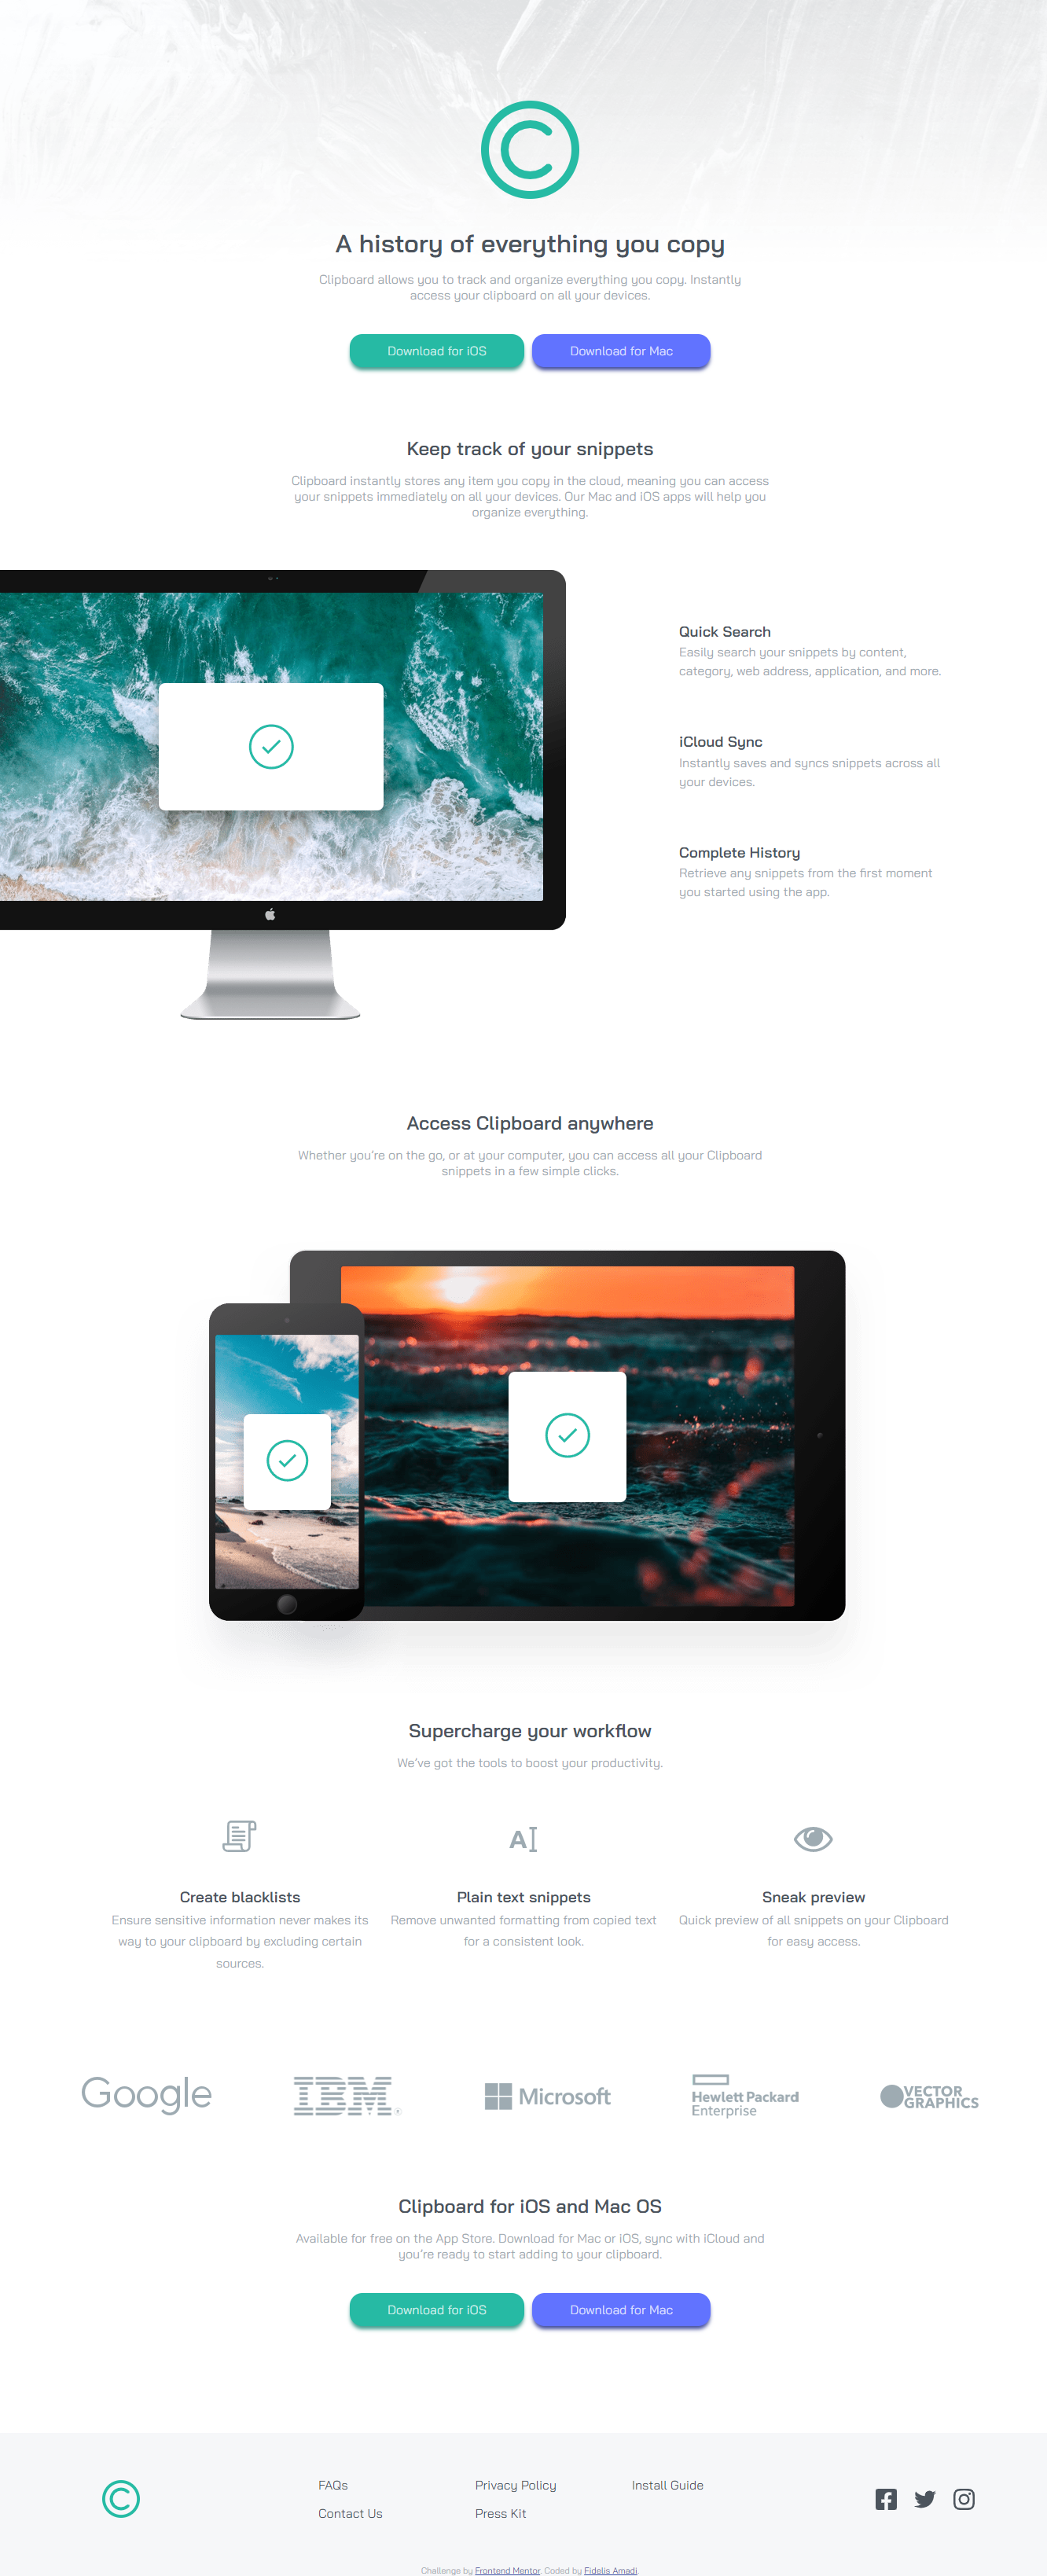 A history of everything you copy
Clipboard allows you to track and organize everything you copy. Instantly
access your clipboard on all your devices.
Download for iOS
Download for Mac
Keep track of your snippets
Clipboard instantly stores any item you copy in the cloud, meaning you can access
your snippets immediately on all your devices. Our Mac and iOS apps will help you
organize everything.
Quick Search
Easily search your snippets by content,
category, web address, application, and more.
iCloud Sync
Instantly saves and syncs snippets across all
your devices.
Complete History
Retrieve any snippets from the first moment
you started using the app.
Access Clipboard anywhere
Whether you’re on the go, or at your computer, you can access all your Clipboard
snippets in a few simple clicks.
Supercharge your workflow
We’ve got the tools to boost your productivity.
Create blacklists
Ensure sensitive information never makes its
way to your clipboard by excluding certain
sources.
Plain text snippets
Remove unwanted formatting from copied text
for a consistent look.
Sneak preview
Quick preview of all snippets on your Clipboard
for easy access.
Google
IBM
Microsoft
Hewlett Packard
Enterprise
VECTOR
GRAPHICS
Clipboard for iOS and Mac OS
Available for free on the App Store. Download for Mac or iOS, sync with iCloud and
you’re ready to start adding to your clipboard.
Download for iOS
Download for Mac
FAQs
Contact Us
Privacy Policy
Press Kit
Install Guide
Challenge by Frontend Mentor. Coded by Fidelis Amadi.